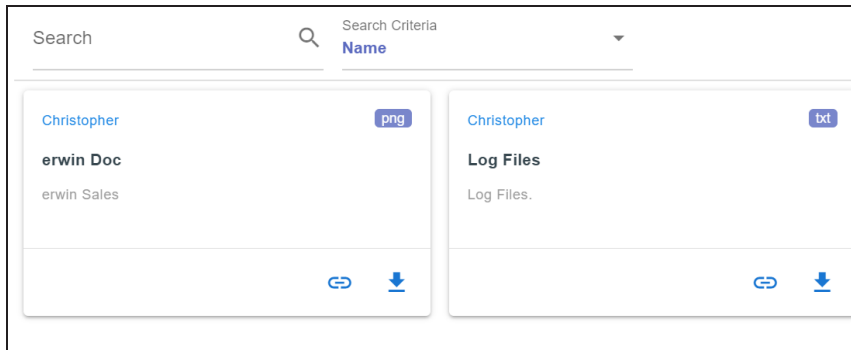 Search
Search Criteria
Name
Christopher
png
erwin Doc
erwin Sales
Christopher
txt
Log Files
Log Files.